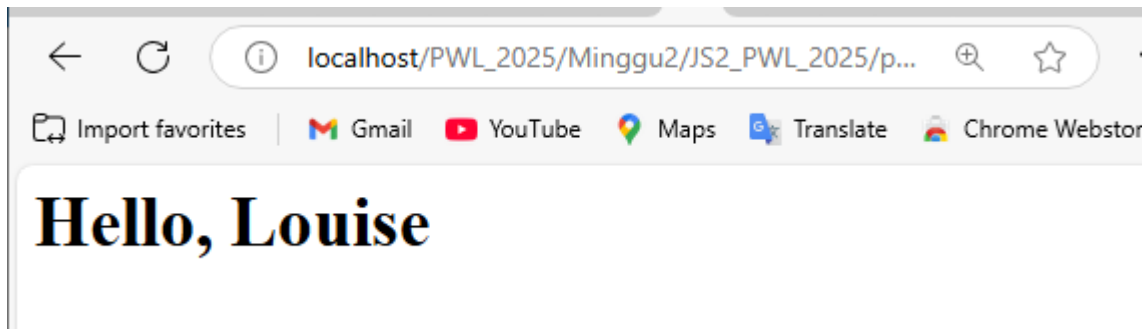 localhost/PWL_2025/Minggu2/JS2_PWL_2025/p...
Import favorites Gmail YouTube Maps Translate Chrome Webstor
Hello, Louise